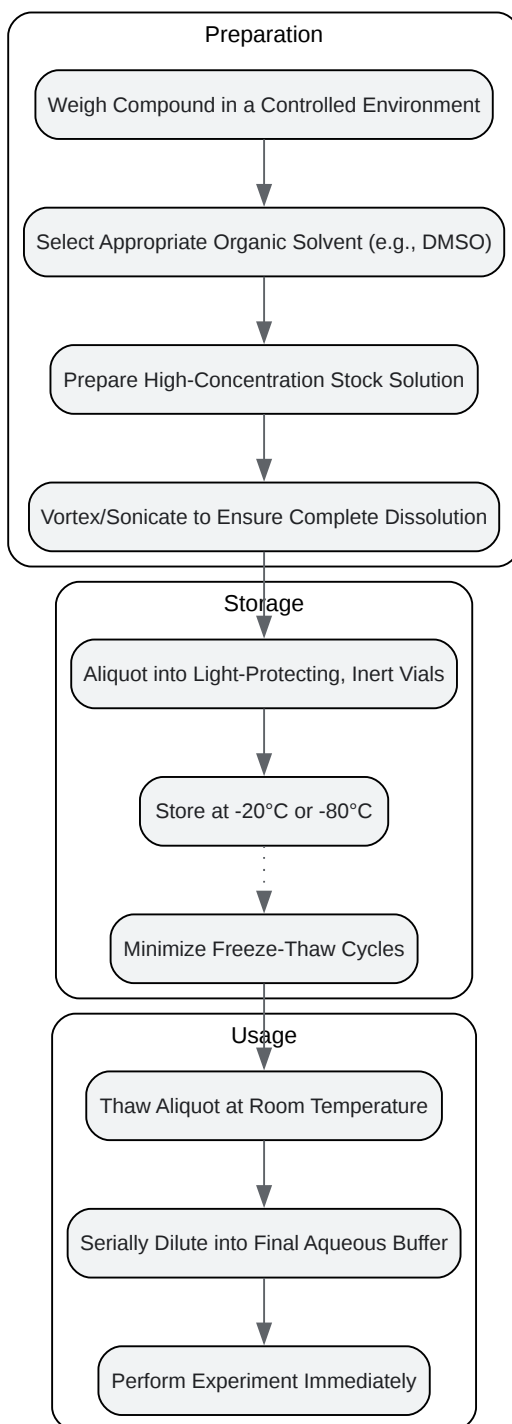 Preparation
Weigh Compound in a Controlled Environment
Select Appropriate Organic Solvent (e.g., DMSO)
Prepare High-Concentration Stock Solution
Vortex/Sonicate to Ensure Complete Dissolution
Storage
Aliquot into Light-Protecting, Inert Vials
Store at -20°C or -80°C
Minimize Freeze-Thaw Cycles
Usage
Thaw Aliquot at Room Temperature
Serially Dilute into Final Aqueous Buffer
Perform Experiment Immediately